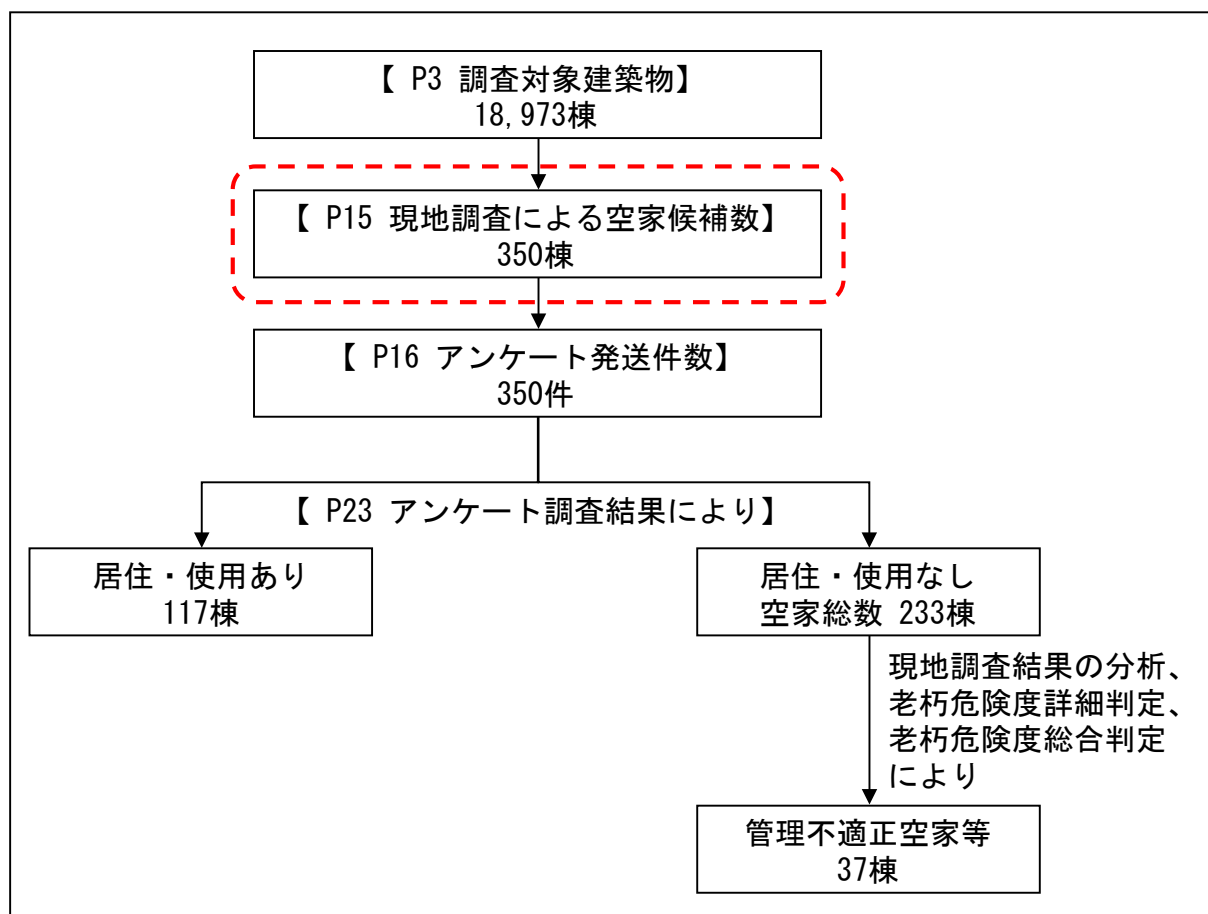 【 P3 調査対象建築物】
18,973棟
【 P15 現地調査による空家候補数】
350棟
【 P16 アンケート発送件数】
350件
【 P23 アンケート調査結果により】
居住・使用あり
117棟
居住・使用なし
空家総数 233棟
現地調査結果の分析、
老朽危険度詳細判定、
老朽危険度総合判定
により
管理不適正空家等
37棟